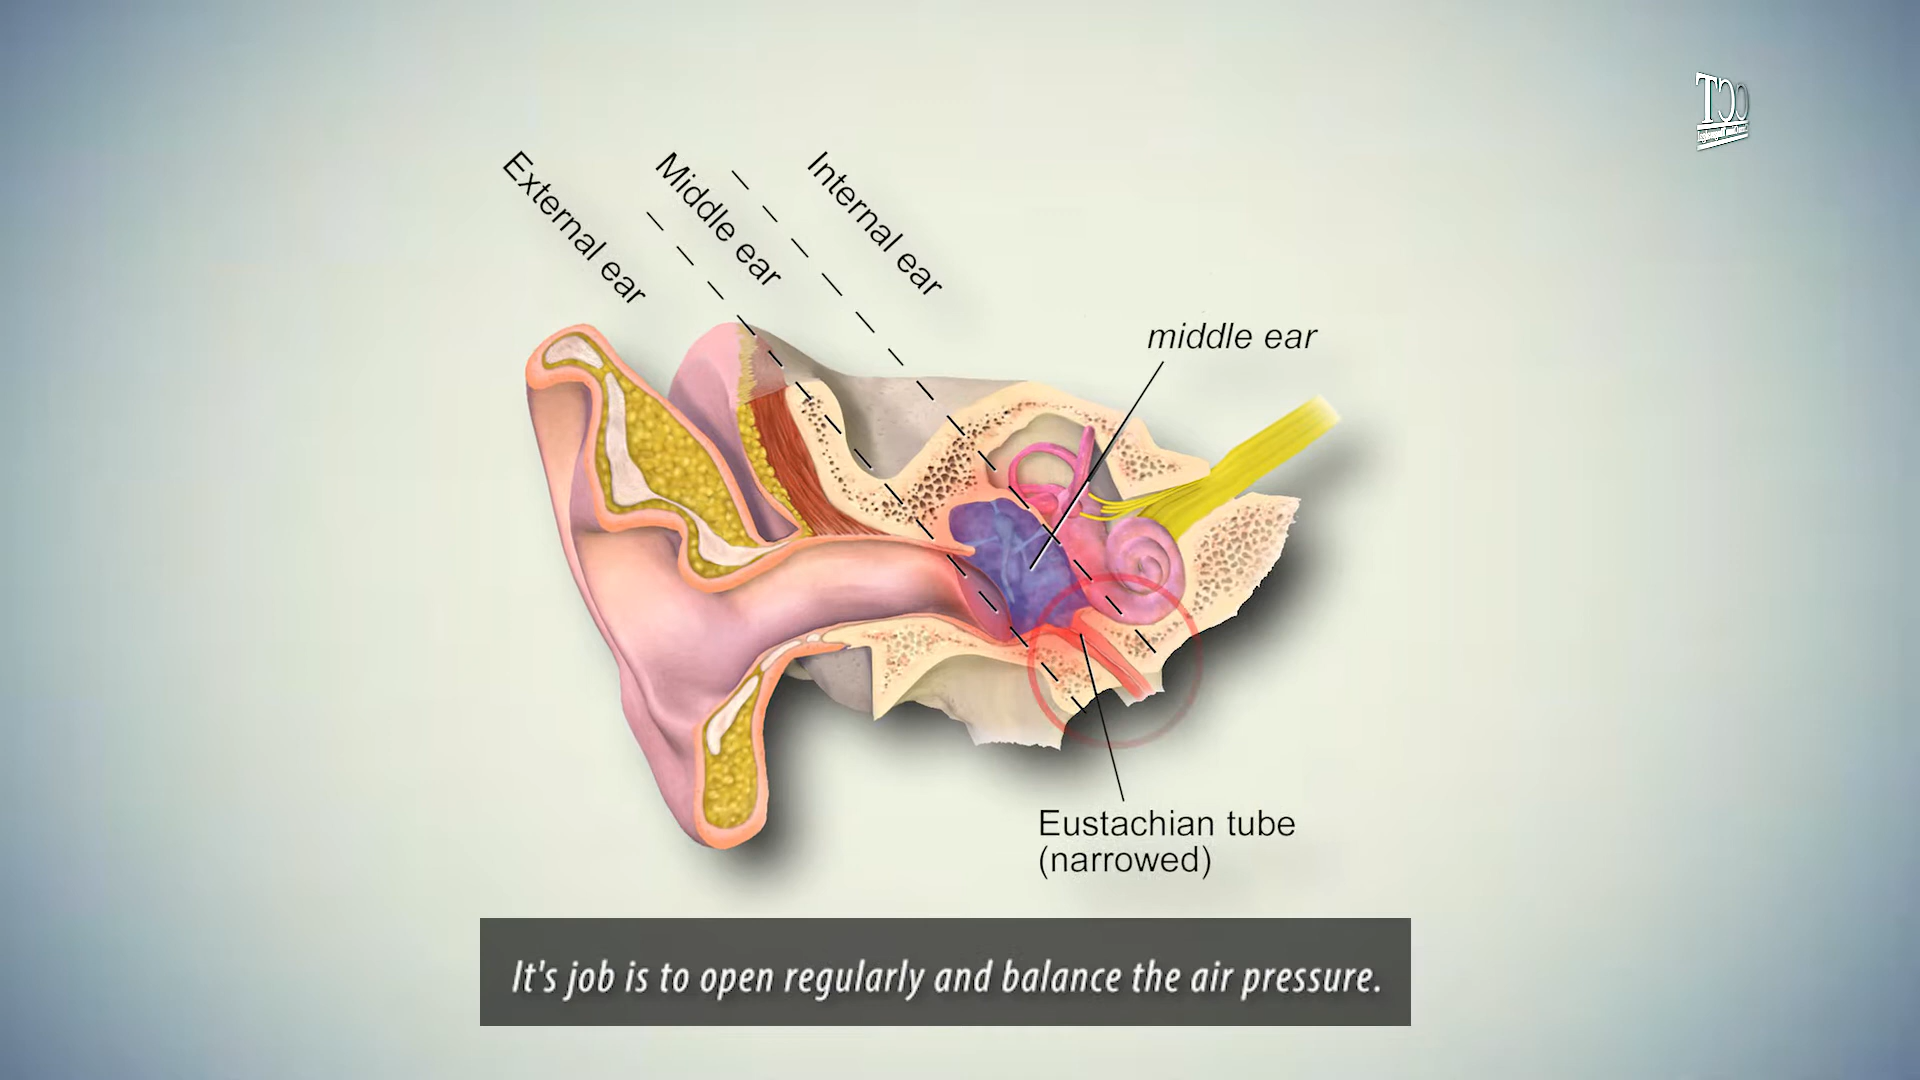 External ear
Middle ear
Internal ear
middle ear
Eustachian tube
(narrowed)
It's job is to open regularly and balance the air pressure.